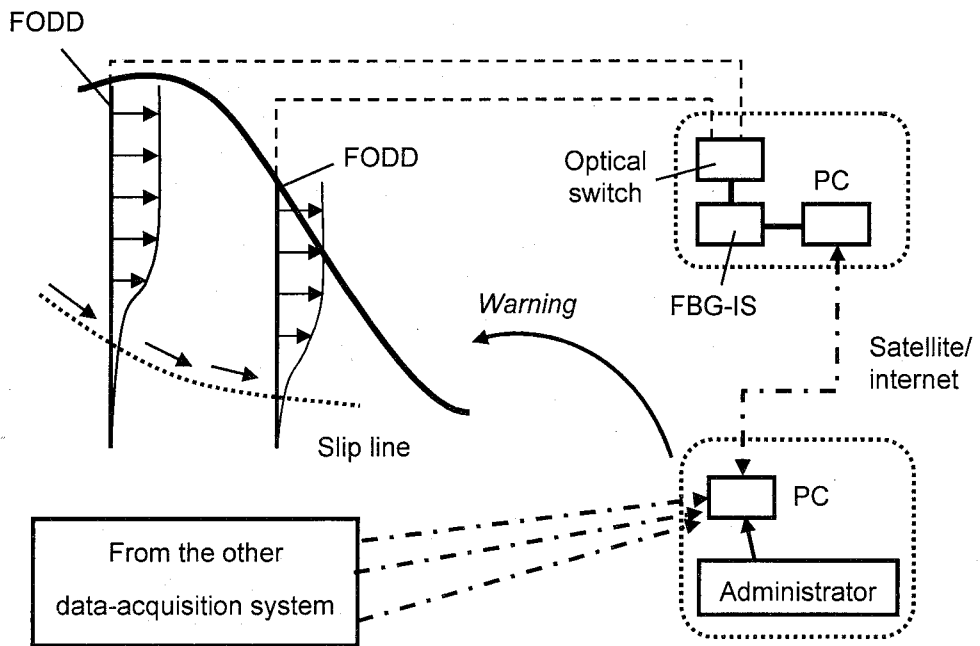 FODD
FODD
Optical
switch
PC
FBG-IS
Warning
Satellite/
internet
Slip line
PC
From the other
data-acquisition system
Administrator